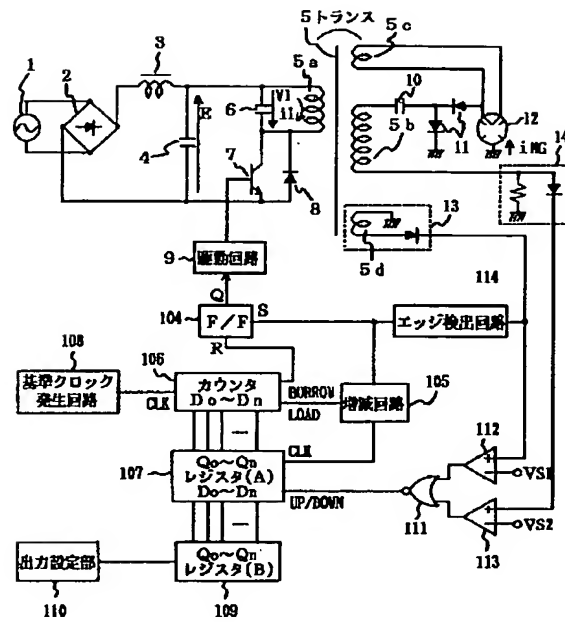 5 トランス
5c
3
5a
1
2
10
E
6
V1
i1
4
5b
11
12
iMG
14
7
8
13
9
駆動回路
5d
Q
114
104
F/F
S
エッジ検出回路
R
108
106
基準クロック
発生回路
CLK
カウンタ
Do～Dn
BORROW
LOAD
増減回路
105
CLK
112
107
Qo～Qn
レジスタ(A)
Do～Dn
UP/DOWN
+
-
VS1
111
+
-
VS2
113
Qo～Qn
レジスタ(B)
出力設定部
110
109